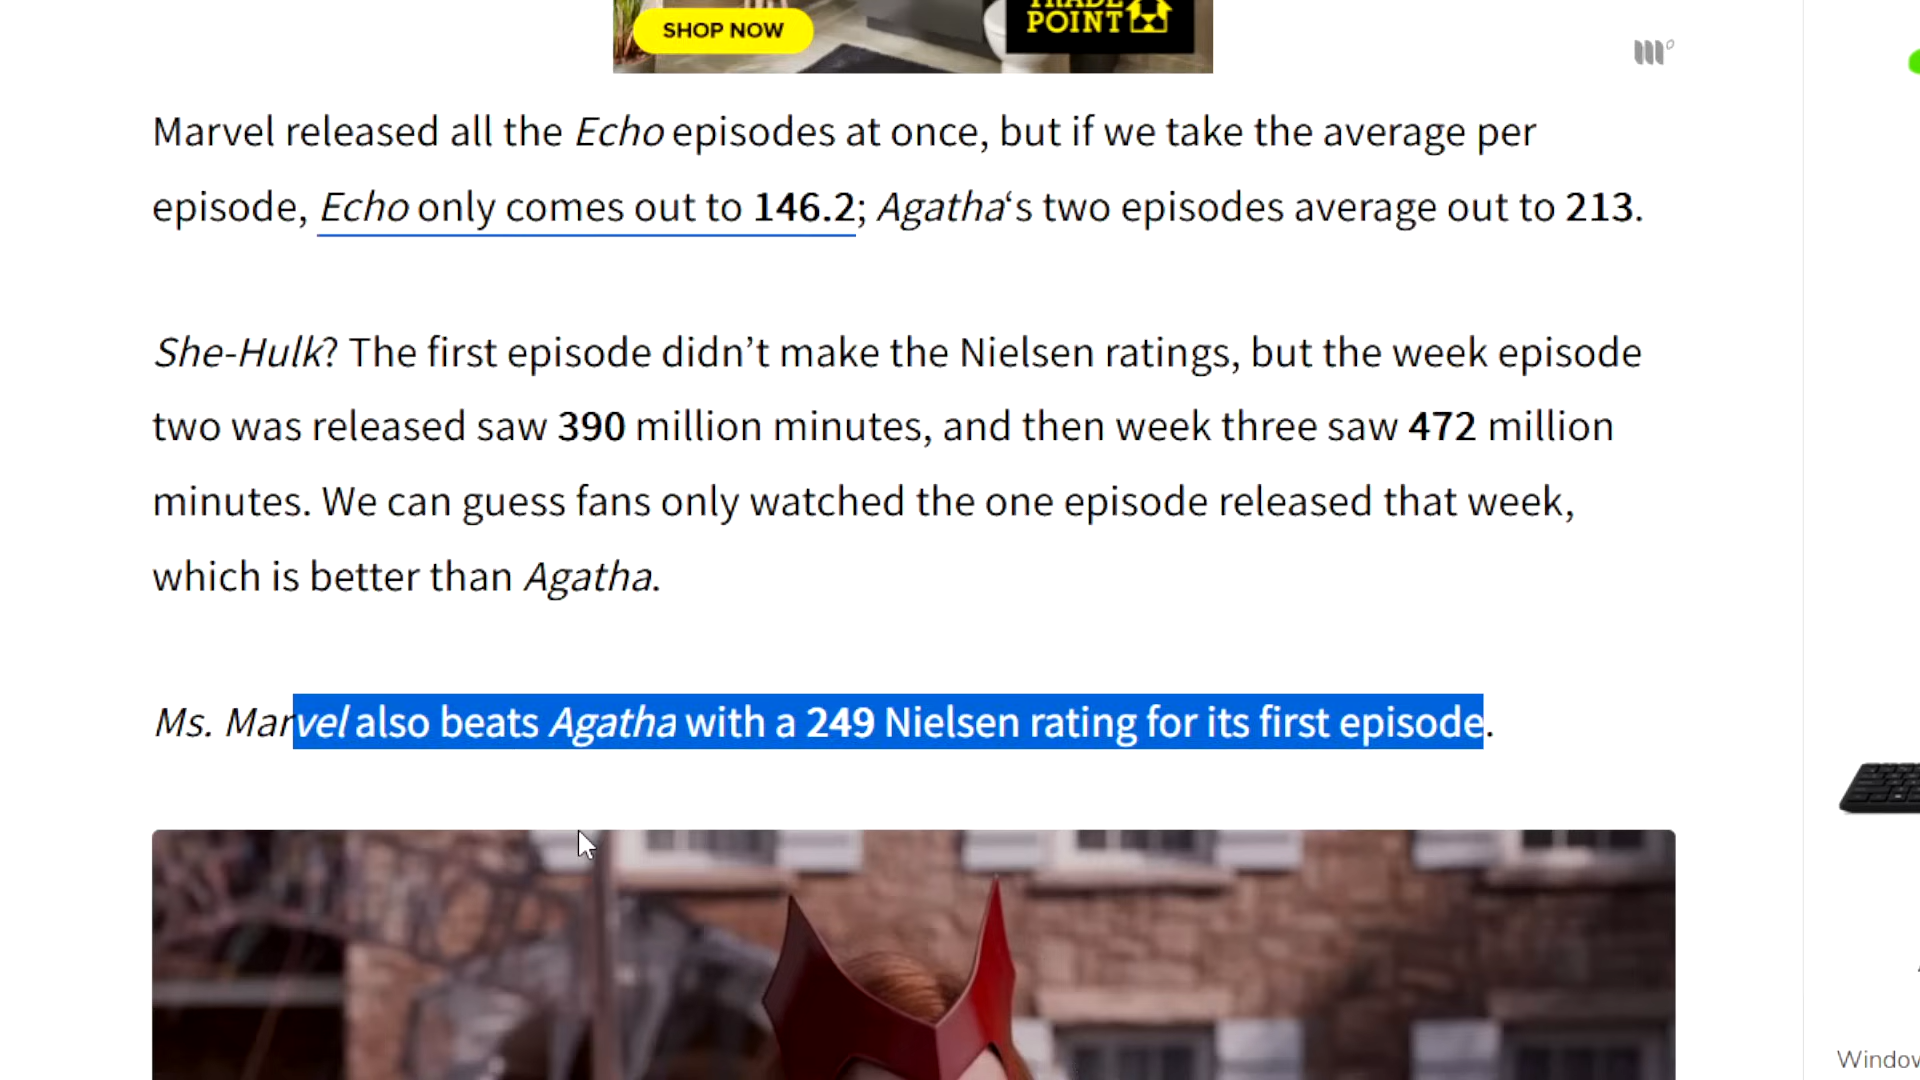 TRADE
SHOP NOW
POINT
Marvel released all the Echo episodes at once, but if we take the average per
episode, Echo only comes out to 146.2; Agatha‘s two episodes average out to 213.
She-Hulk? The first episode didn’t make the Nielsen ratings, but the week episode
two was released saw 390 million minutes, and then week three saw 472 million
minutes. We can guess fans only watched the one episode released that week,
which is better than Agatha.
Ms. Marvel also beats Agatha with a 249 Nielsen rating for its first episode.